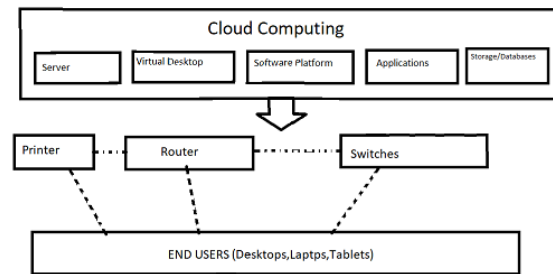 Cloud Computing
Server
Virtual Desktop
Software Platform
Applications
Storage/Databases
Printer
Router
Switches
END USERS (Desktops,Laptps,Tablets)